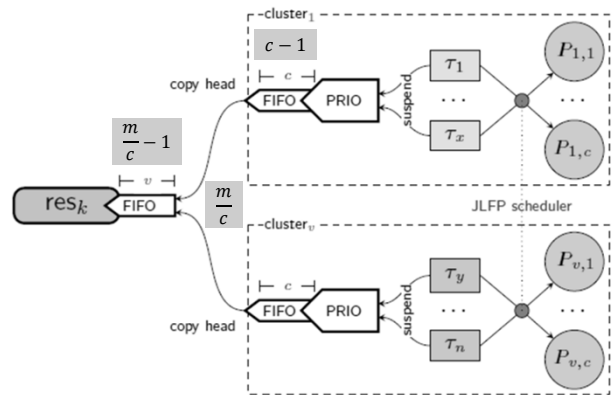 cluster₁
c − 1
c
FIFO
PRIO
suspend
τ₁
· · ·
τₓ
P₁,₁
· · ·
P₁,c
copy head
m/c − 1
v
resₖ
FIFO
m/c
JLFP scheduler
clusterᵥ
c
FIFO
PRIO
suspend
τ_y
· · ·
τₙ
Pᵥ,₁
· · ·
Pᵥ,c
copy head